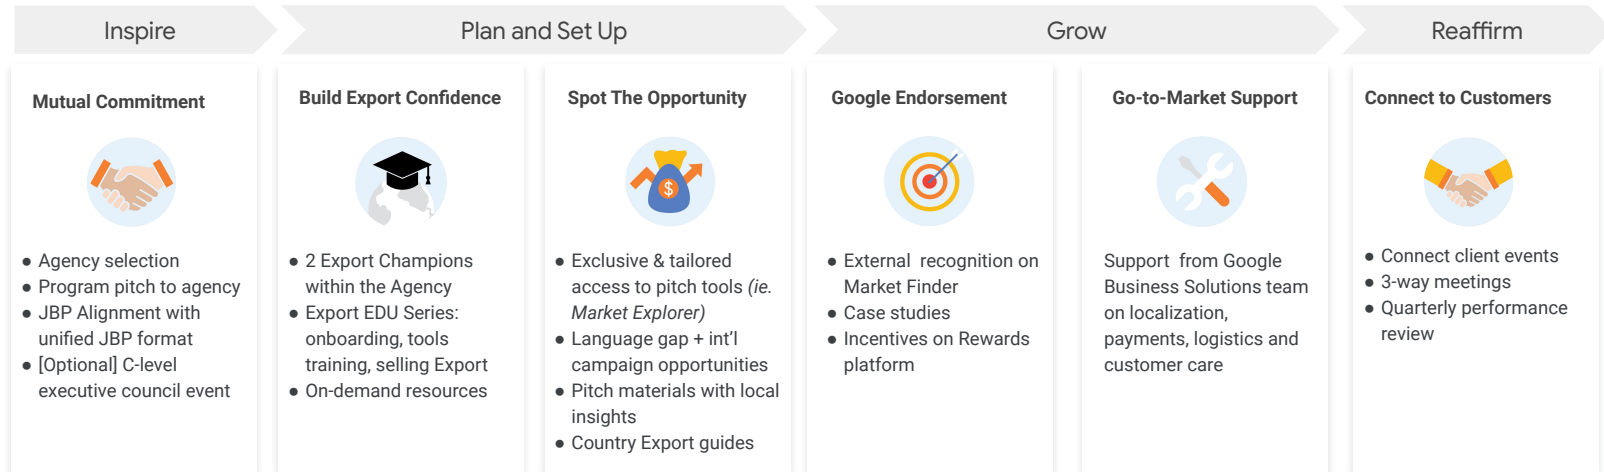 Inspire
Plan and Set Up
Grow
Reaffirm
Mutual Commitment
● Agency selection
● Program pitch to agency
● JBP Alignment with
unified JBP format
● [Optional] C-level
executive council event
Build Export Confidence
● 2 Export Champions
within the Agency
● Export EDU Series:
onboarding, tools
training, selling Export
● On-demand resources
Spot The Opportunity
$
● Exclusive & tailored
access to pitch tools (ie.
Market Explorer)
● Language gap + int'l
campaign opportunities
● Pitch materials with local
insights
● Country Export guides
Google Endorsement
● External recognition on
Market Finder
● Case studies
● Incentives on Rewards
platform
Go-to-Market Support
Support from Google
Business Solutions team
on localization,
payments, logistics and
customer care
Connect to Customers
● Connect client events
● 3-way meetings
● Quarterly performance
review